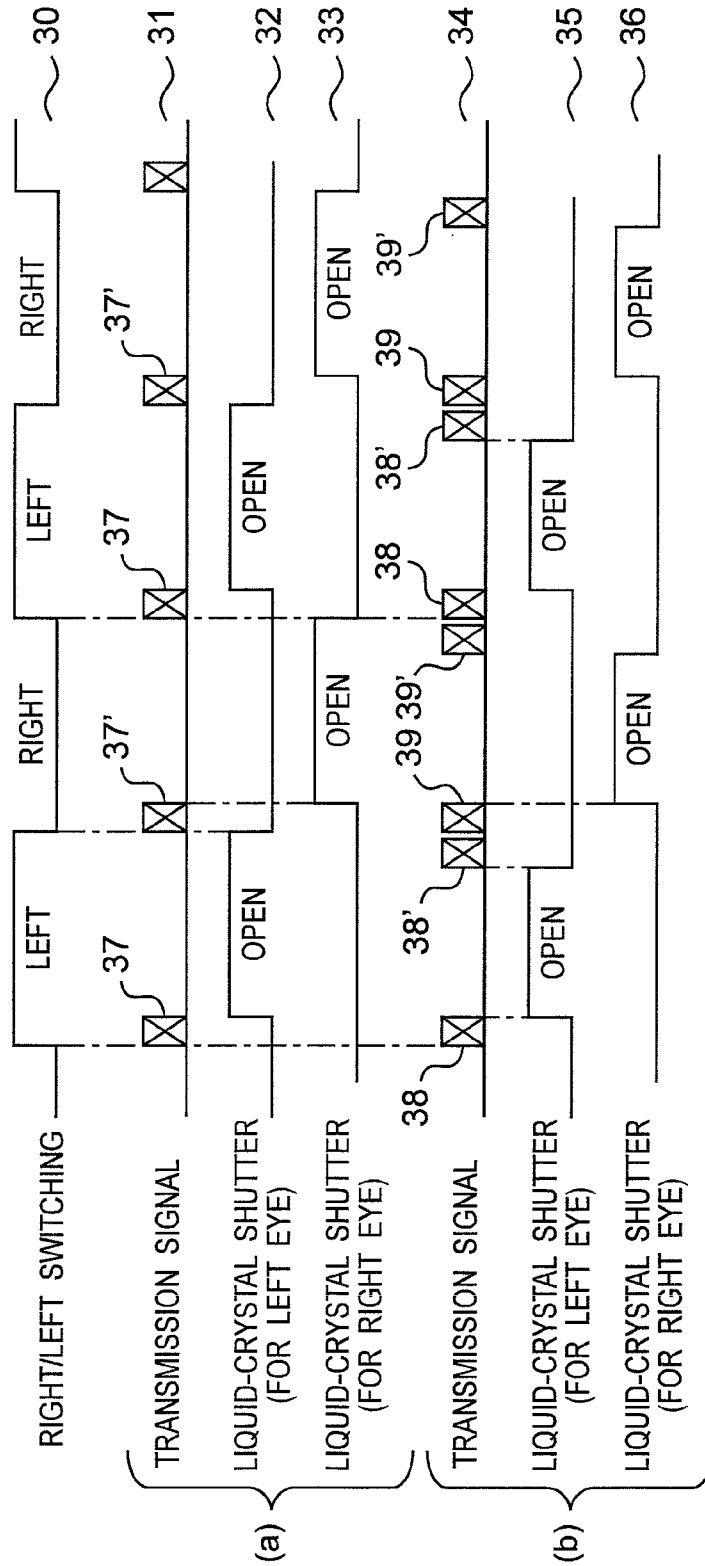 RIGHT/LEFT SWITCHING
LEFT
RIGHT
LEFT
RIGHT
30
(a)
TRANSMISSION SIGNAL
37
37'
37
37'
31
LIQUID-CRYSTAL SHUTTER
(FOR LEFT EYE)
OPEN
OPEN
32
LIQUID-CRYSTAL SHUTTER
(FOR RIGHT EYE)
OPEN
OPEN
33
(b)
TRANSMISSION SIGNAL
38
38'
39
39'
38
38'
39
39'
34
LIQUID-CRYSTAL SHUTTER
(FOR LEFT EYE)
OPEN
OPEN
35
LIQUID-CRYSTAL SHUTTER
(FOR RIGHT EYE)
OPEN
OPEN
36